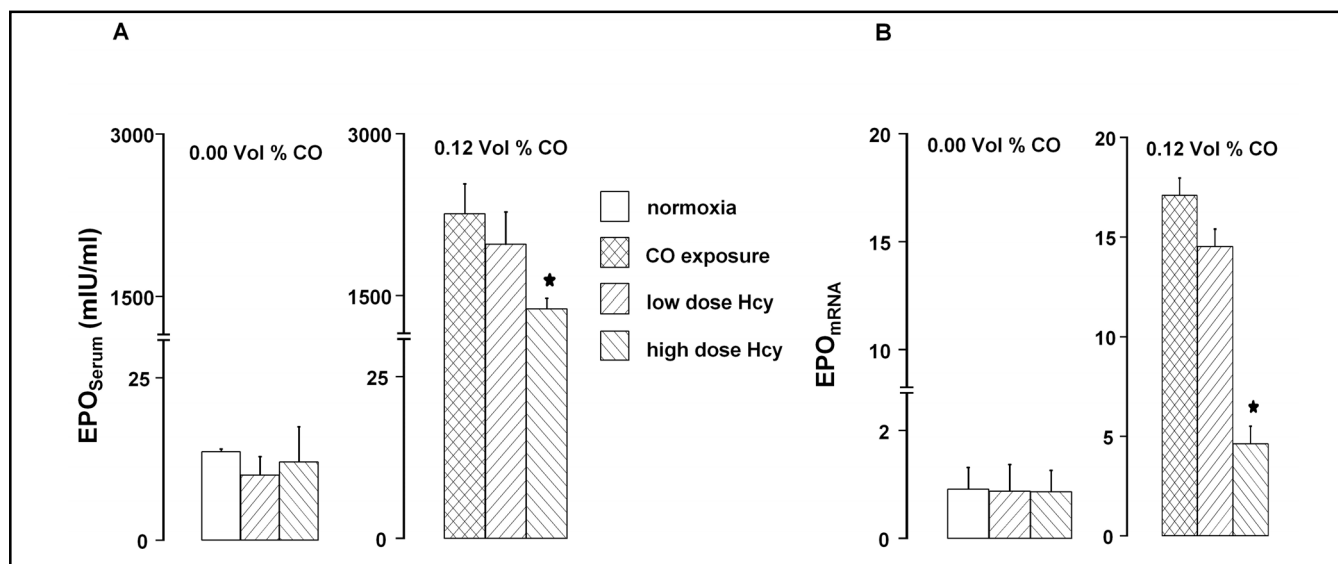 A
EPOSerum (mIU/ml)
3000
1500
25
0
0.00 Vol % CO
3000
1500
25
0
0.12 Vol % CO
normoxia
CO exposure
low dose Hcy
high dose Hcy
B
EPOmRNA
20
15
10
2
0
0.00 Vol % CO
20
15
10
5
0
0.12 Vol % CO